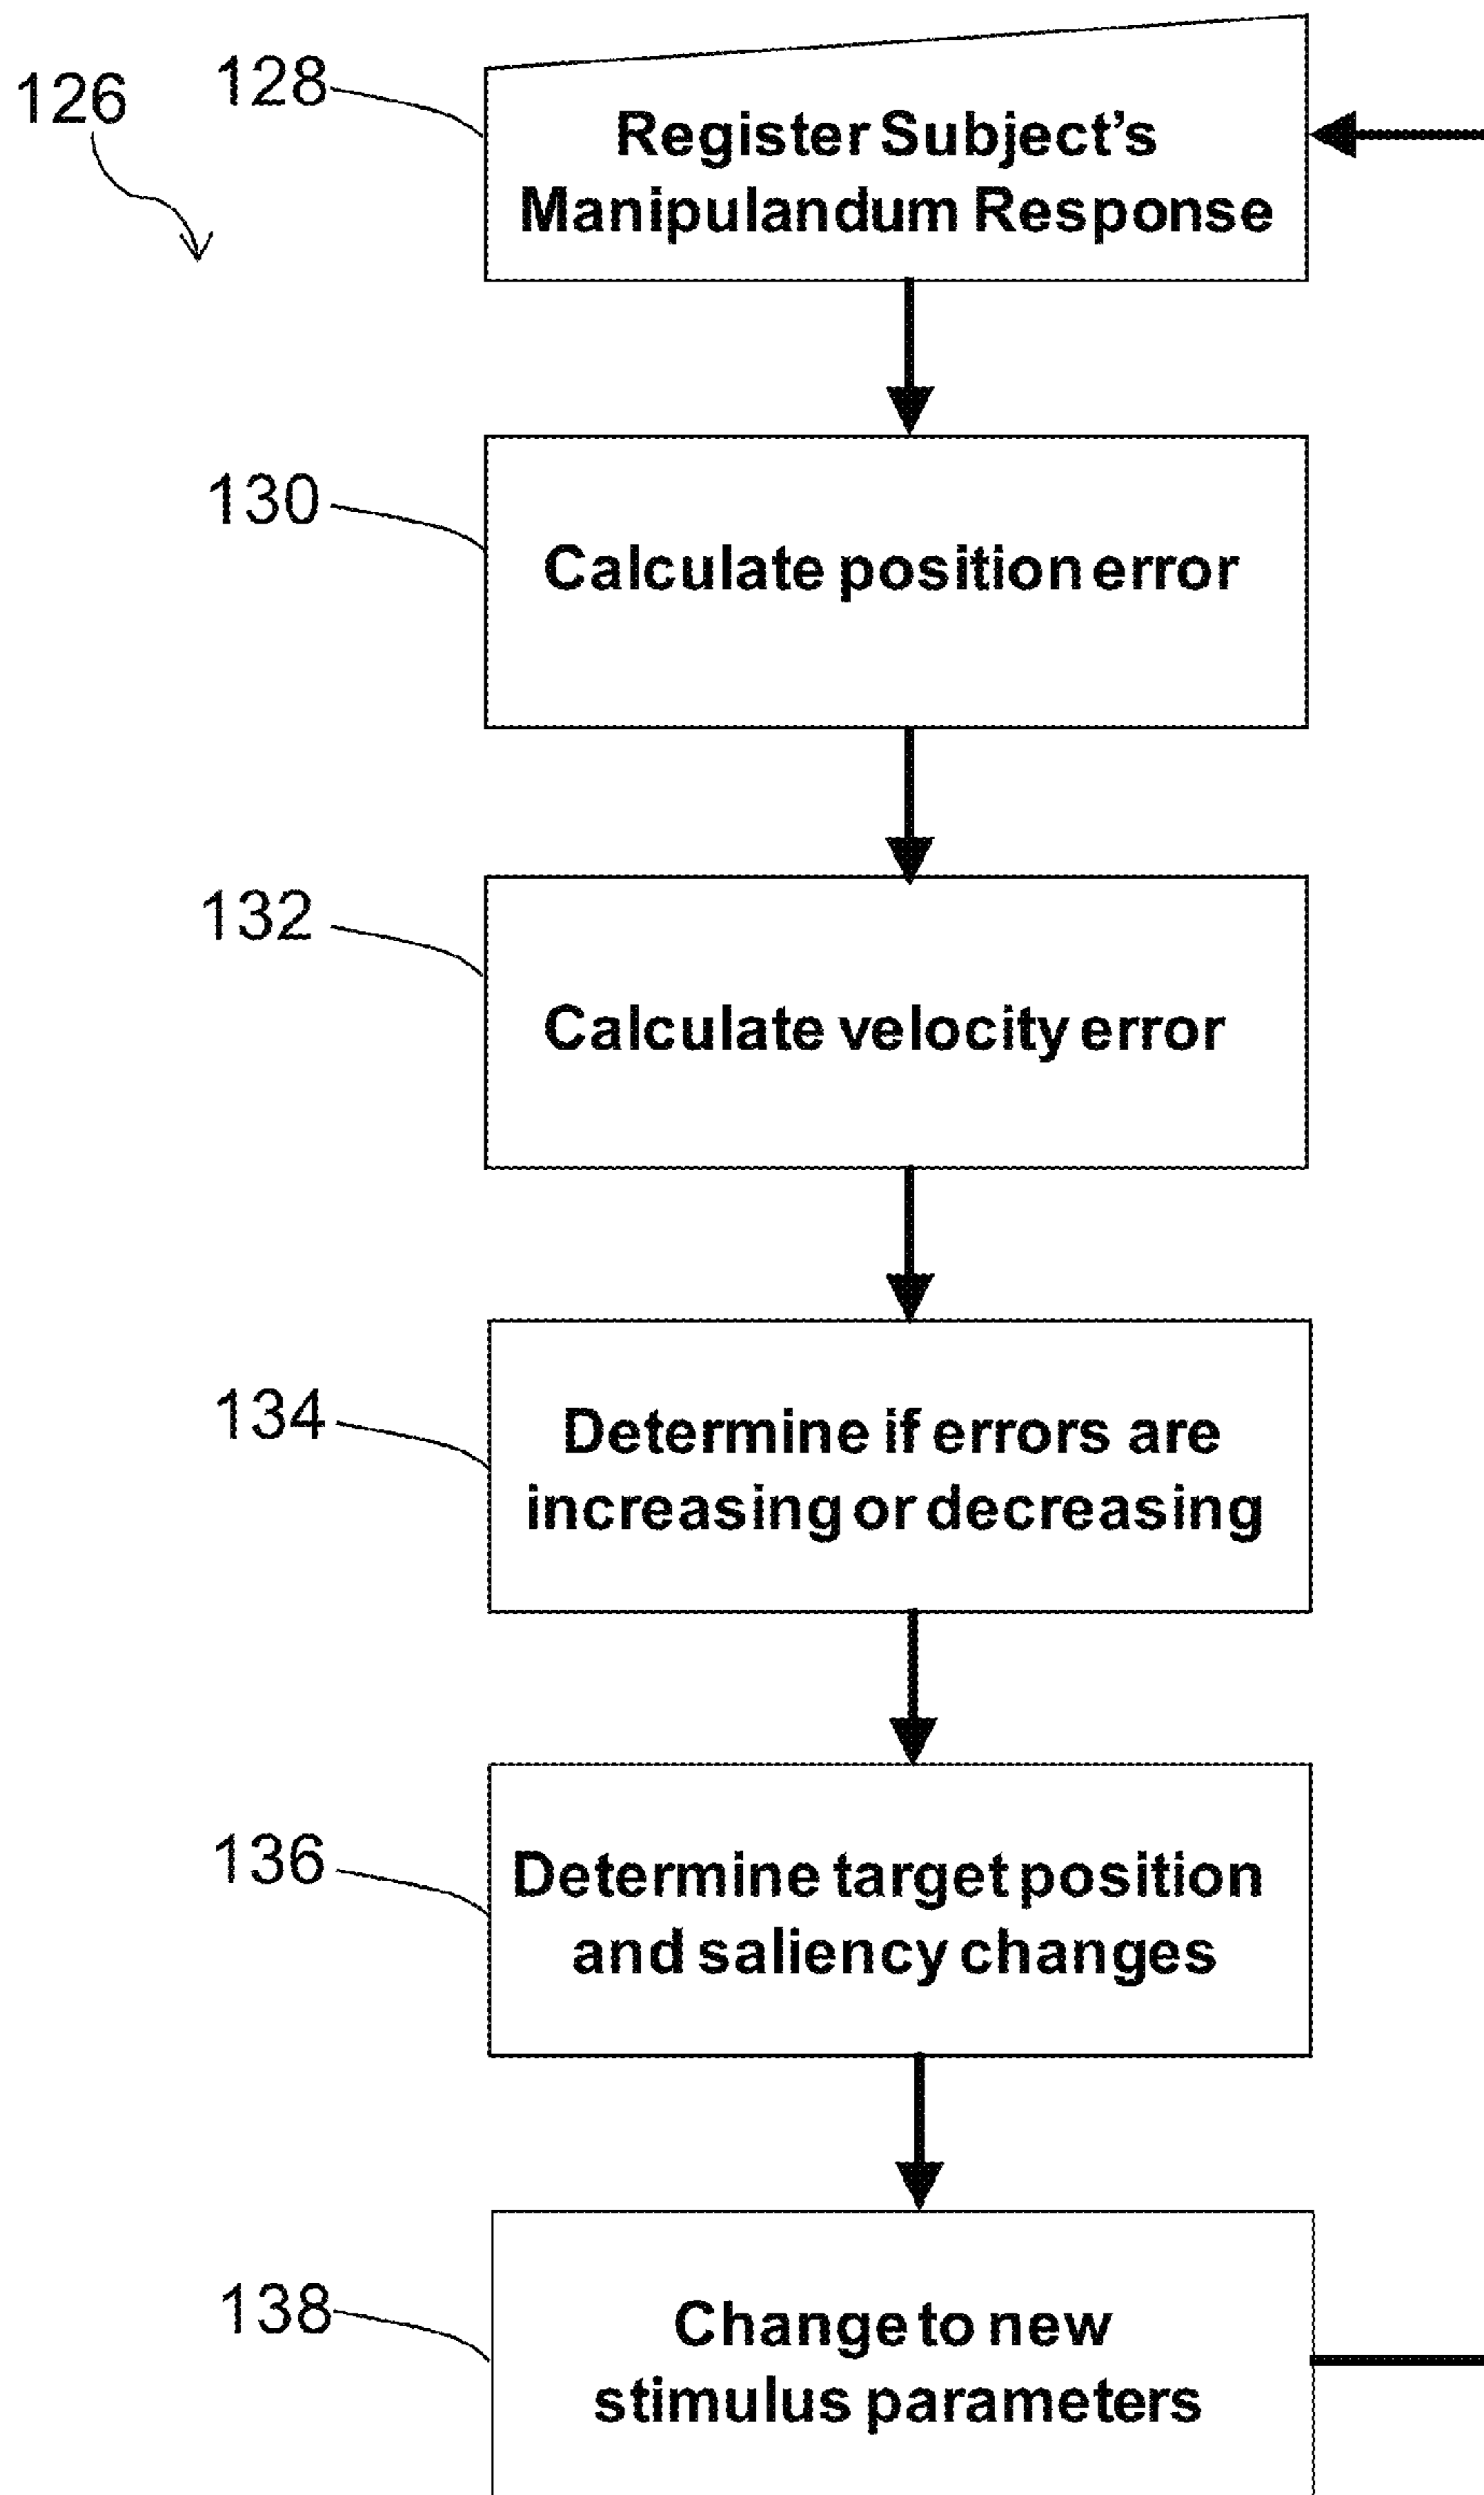 126
128
Register Subject’s
Manipulandum Response
130
Calculate position error
132
Calculate velocity error
134
Determine if errors are
increasing or decreasing
136
Determine target position
and saliency changes
138
Change to new
stimulus parameters